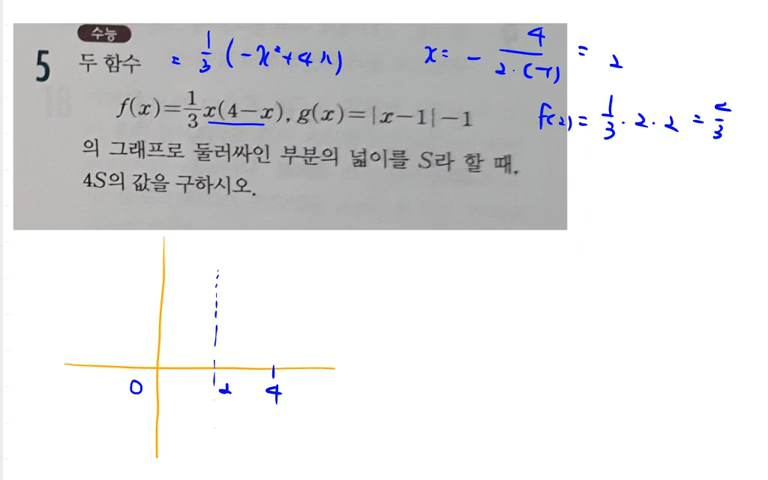 수능
5 두 함수 = 1/3 (-x²+4x)
x = - 4/(2·(-1)) = 2
f(x)=1/3 x(4-x), g(x)=|x-1|-1
f(2) = 1/3 · 2 · 2 = 4/3
의 그래프로 둘러싸인 부분의 넓이를 S라 할 때,
4S의 값을 구하시오.
0 2 4